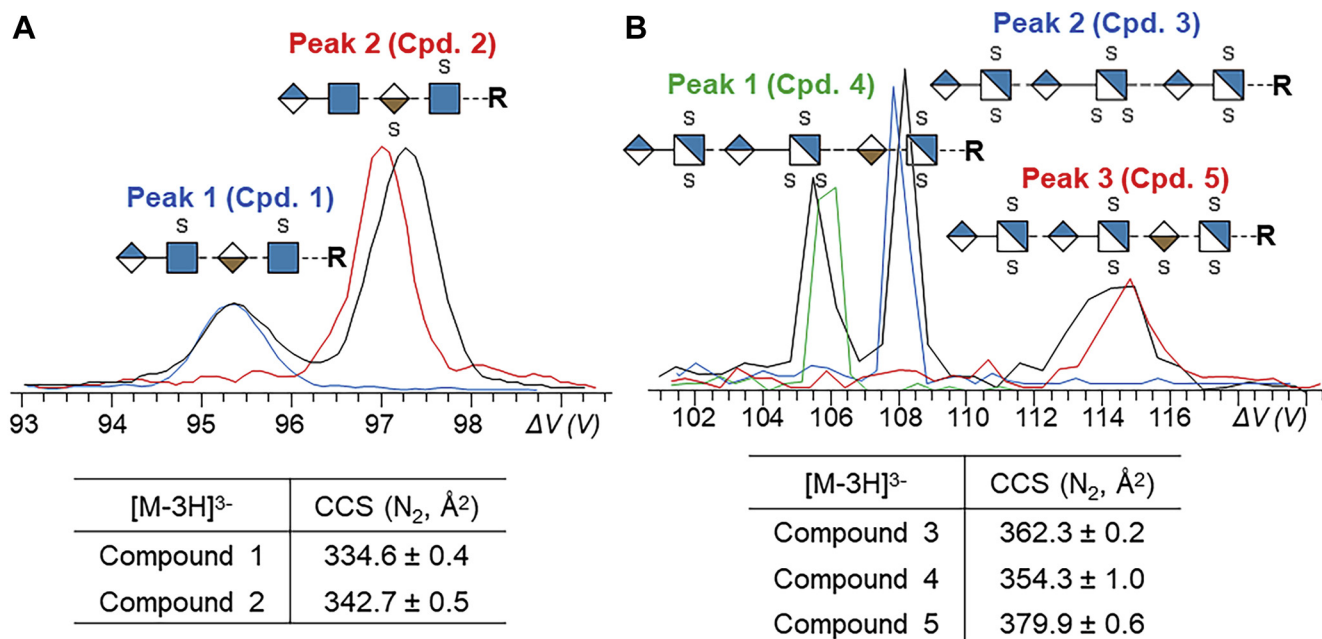 A
Peak 2 (Cpd. 2)
S
R
S
Peak 1 (Cpd. 1)
S S
R
93 94 95 96 97 98 ΔV (V)
[M-3H]³⁻ CCS (N₂, Å²)
Compound 1 334.6 ± 0.4
Compound 2 342.7 ± 0.5
B
Peak 2 (Cpd. 3)
S S S
R
S S S S
Peak 1 (Cpd. 4)
S S S
R
S S S S
Peak 3 (Cpd. 5)
S S S
R
S S S S
102 104 106 108 110 112 114 116 ΔV (V)
[M-3H]³⁻ CCS (N₂, Å²)
Compound 3 362.3 ± 0.2
Compound 4 354.3 ± 1.0
Compound 5 379.9 ± 0.6